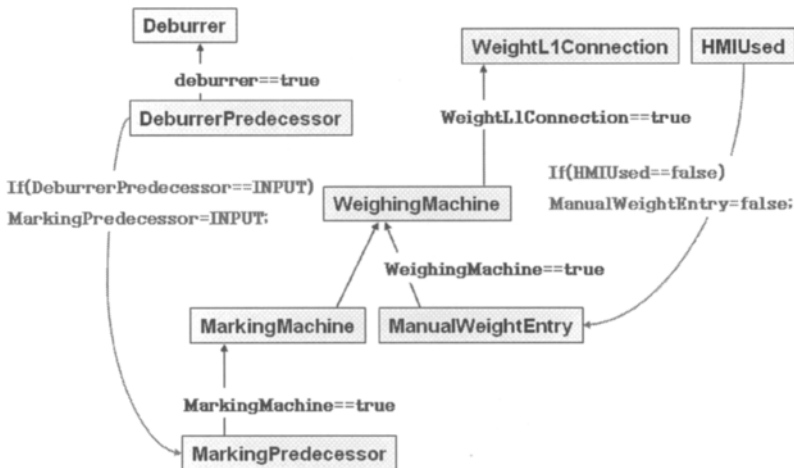 Deburrer
WeightL1Connection
HMIUsed
deburrer==true
DeburrerPredecessor
WeightL1Connection==true
If(DeburrerPredecessor==INPUT)
MarkingPredecessor=INPUT;
If(HMIUsed==false)
ManualWeightEntry=false;
WeighingMachine
WeighingMachine==true
MarkingMachine
ManualWeightEntry
MarkingMachine==true
MarkingPredecessor